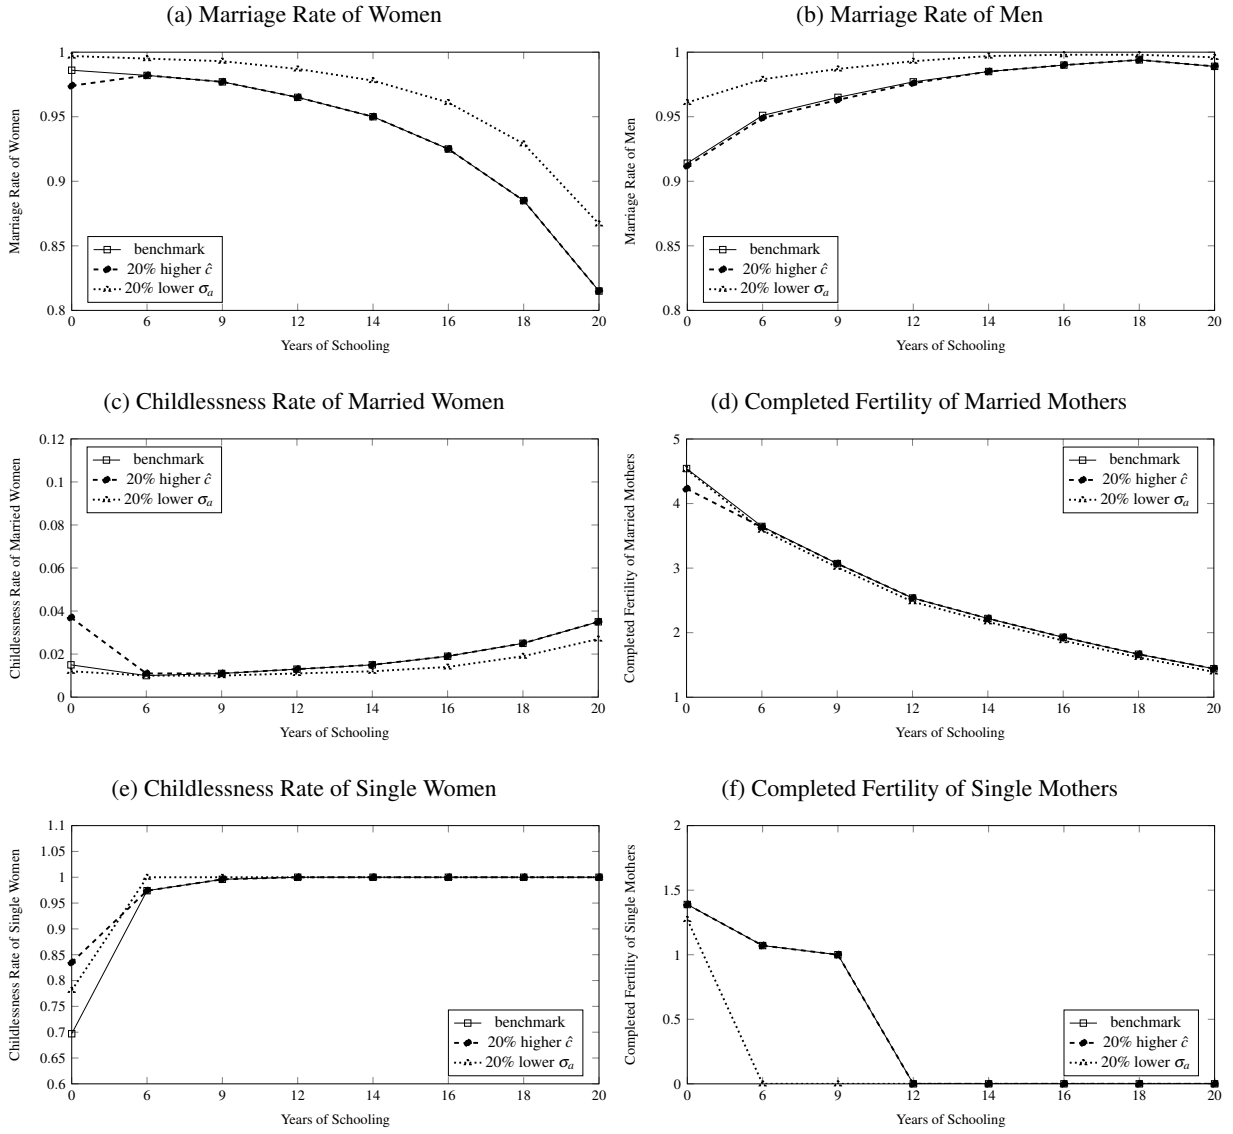 (a) Marriage Rate of Women
1
0.95
0.9
0.85
0.8
Marriage Rate of Women
benchmark
20% higher ĉ
20% lower σₐ
0 6 9 12 14 16 18 20
Years of Schooling
(b) Marriage Rate of Men
1
0.95
0.9
0.85
0.8
Marriage Rate of Men
benchmark
20% higher ĉ
20% lower σₐ
0 6 9 12 14 16 18 20
Years of Schooling
(c) Childlessness Rate of Married Women
0.12
0.1
0.08
0.06
0.04
0.02
0
Childlessness Rate of Married Women
benchmark
20% higher ĉ
20% lower σₐ
0 6 9 12 14 16 18 20
Years of Schooling
(d) Completed Fertility of Married Mothers
5
4
3
2
1
Completed Fertility of Married Mothers
benchmark
20% higher ĉ
20% lower σₐ
0 6 9 12 14 16 18 20
Years of Schooling
(e) Childlessness Rate of Single Women
1.1
1.05
1
0.95
0.9
0.85
0.8
0.75
0.7
0.65
0.6
Childlessness Rate of Single Women
benchmark
20% higher ĉ
20% lower σₐ
0 6 9 12 14 16 18 20
Years of Schooling
(f) Completed Fertility of Single Mothers
2
1.5
1
0.5
0
Completed Fertility of Single Mothers
benchmark
20% higher ĉ
20% lower σₐ
0 6 9 12 14 16 18 20
Years of Schooling